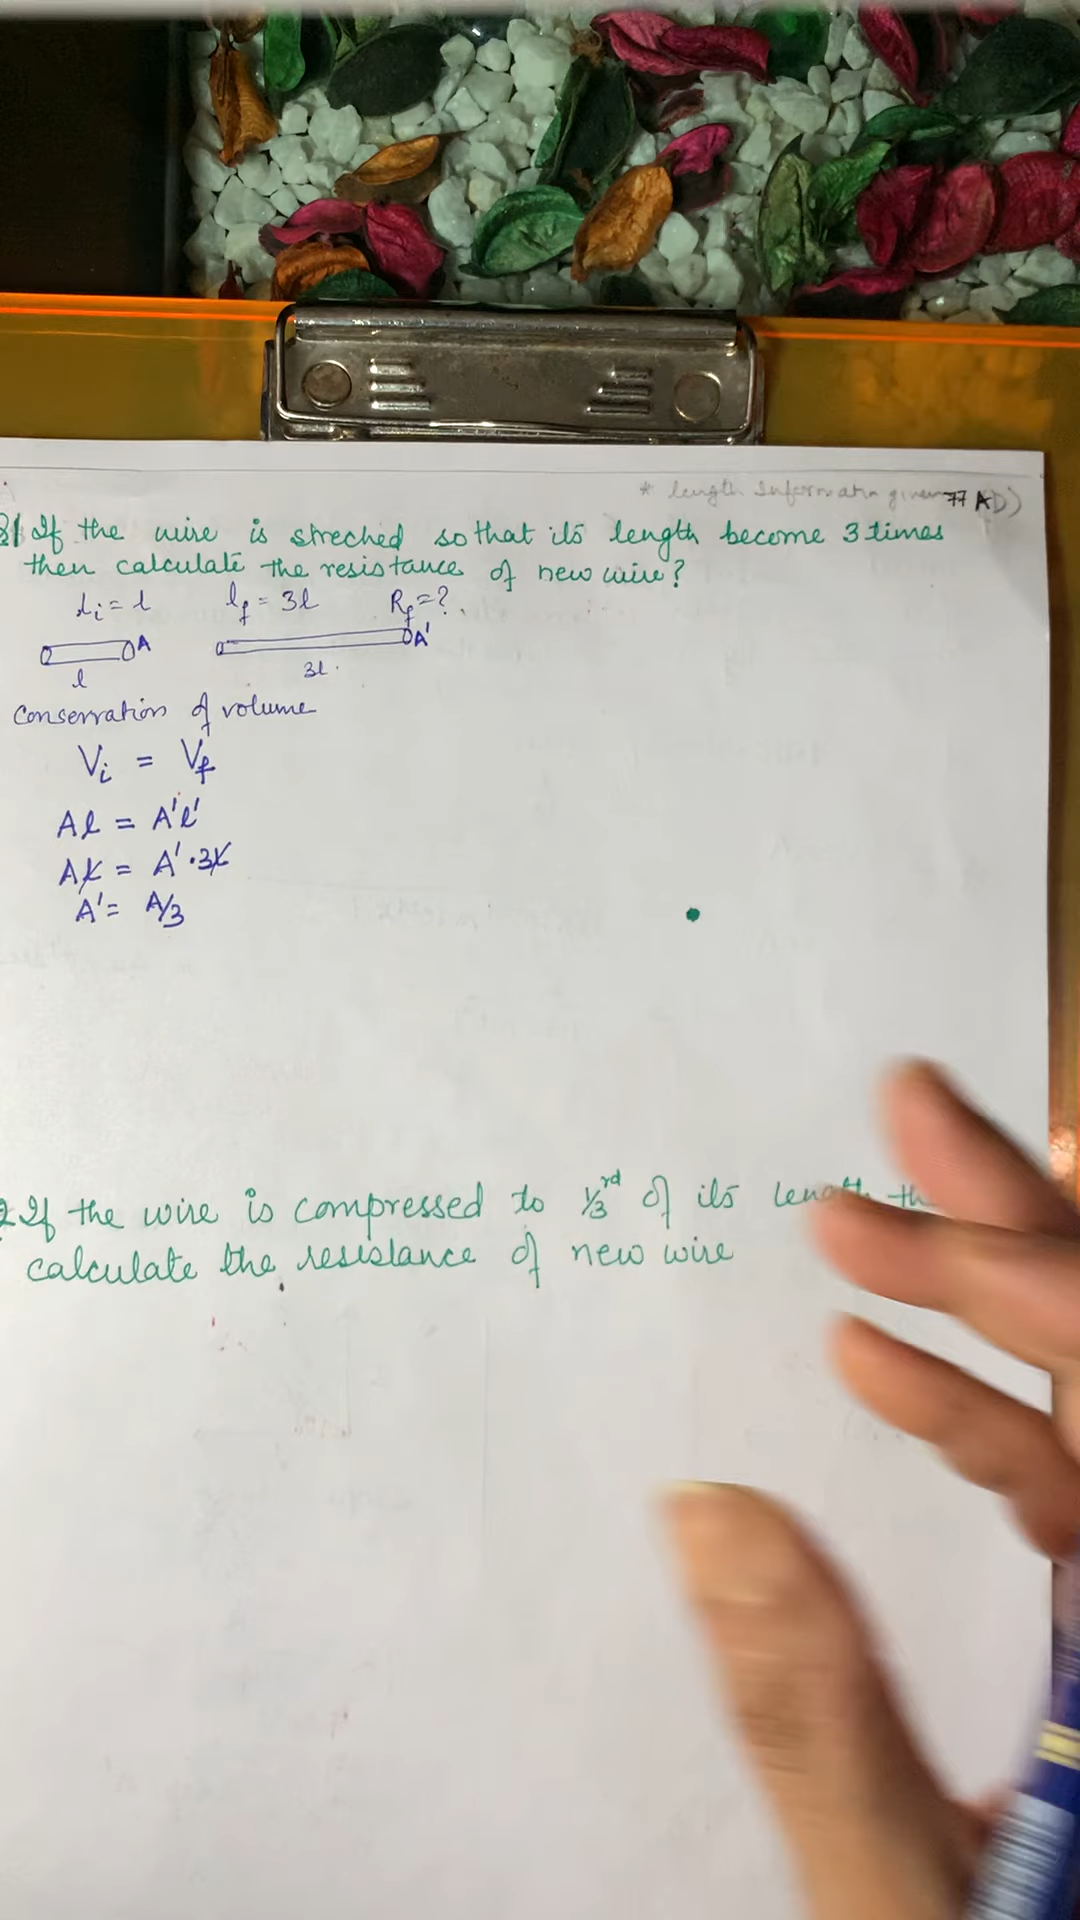 * length Information given 77 A D)
Q1 If the wire is streched so that its length become 3 times
then calculate the resistance of new wire?
li = l lf = 3l Rf = ?
A A'
l 3l.
Conservation of volume
Vi = Vf
Al = A'l'
Al = A'·3l
A' = A/3
2 If the wire is compressed to 1/3rd of its length
calculate the resistance of new wire